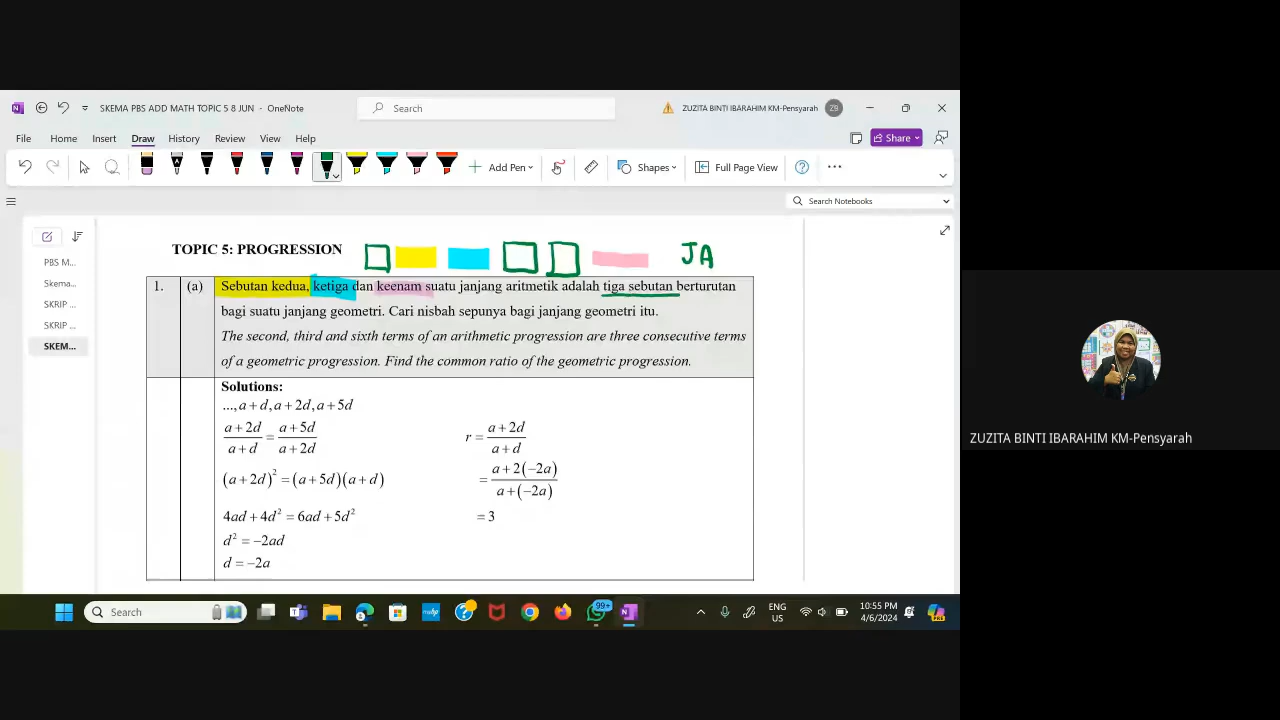 SKEMA PBS ADD MATH TOPIC 5 8 JUN - OneNote
Search
ZUZITA BINTI IBARAHIM KM-Pensyarah
ZB
File Home Insert Draw History Review View Help
Share
Add Pen
Shapes
Full Page View
Search Notebooks
PBS M...
Skema...
SKRIP ...
SKRIP ...
SKEM...
TOPIC 5: PROGRESSION
JA
1. (a) Sebutan kedua, ketiga dan keenam suatu janjang aritmetik adalah tiga sebutan berturutan
bagi suatu janjang geometri. Cari nisbah sepunya bagi janjang geometri itu.
The second, third and sixth terms of an arithmetic progression are three consecutive terms
of a geometric progression. Find the common ratio of the geometric progression.
Solutions:
..., a + d, a + 2d, a + 5d
(a + 2d)/(a + d) = (a + 5d)/(a + 2d)
(a + 2d)² = (a + 5d)(a + d)
4ad + 4d² = 6ad + 5d²
d² = −2ad
d = −2a
r = (a + 2d)/(a + d)
= (a + 2(−2a))/(a + (−2a))
= 3
ZUZITA BINTI IBARAHIM KM-Pensyarah
Search
99+
ENG
US
10:55 PM
4/6/2024